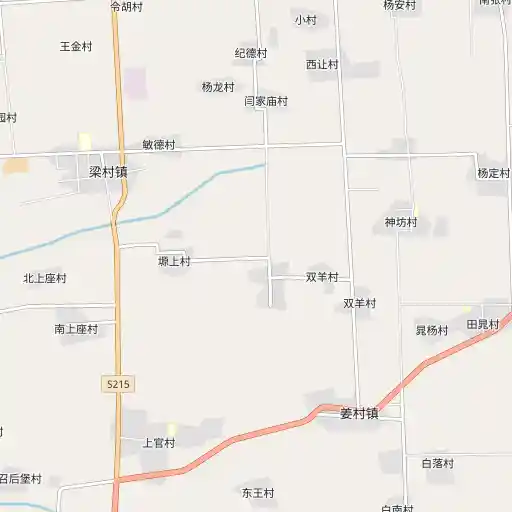 令胡村
小村
杨安村
南张村
王金村
纪德村
西让村
杨龙村
闫家庙村
园村
敏德村
梁村镇
杨定村
神坊村
塬上村
北上座村
双羊村
双羊村
南上座村
晁杨村
田晁村
S215
姜村镇
上官村
白落村
召后堡村
东王村
白南村